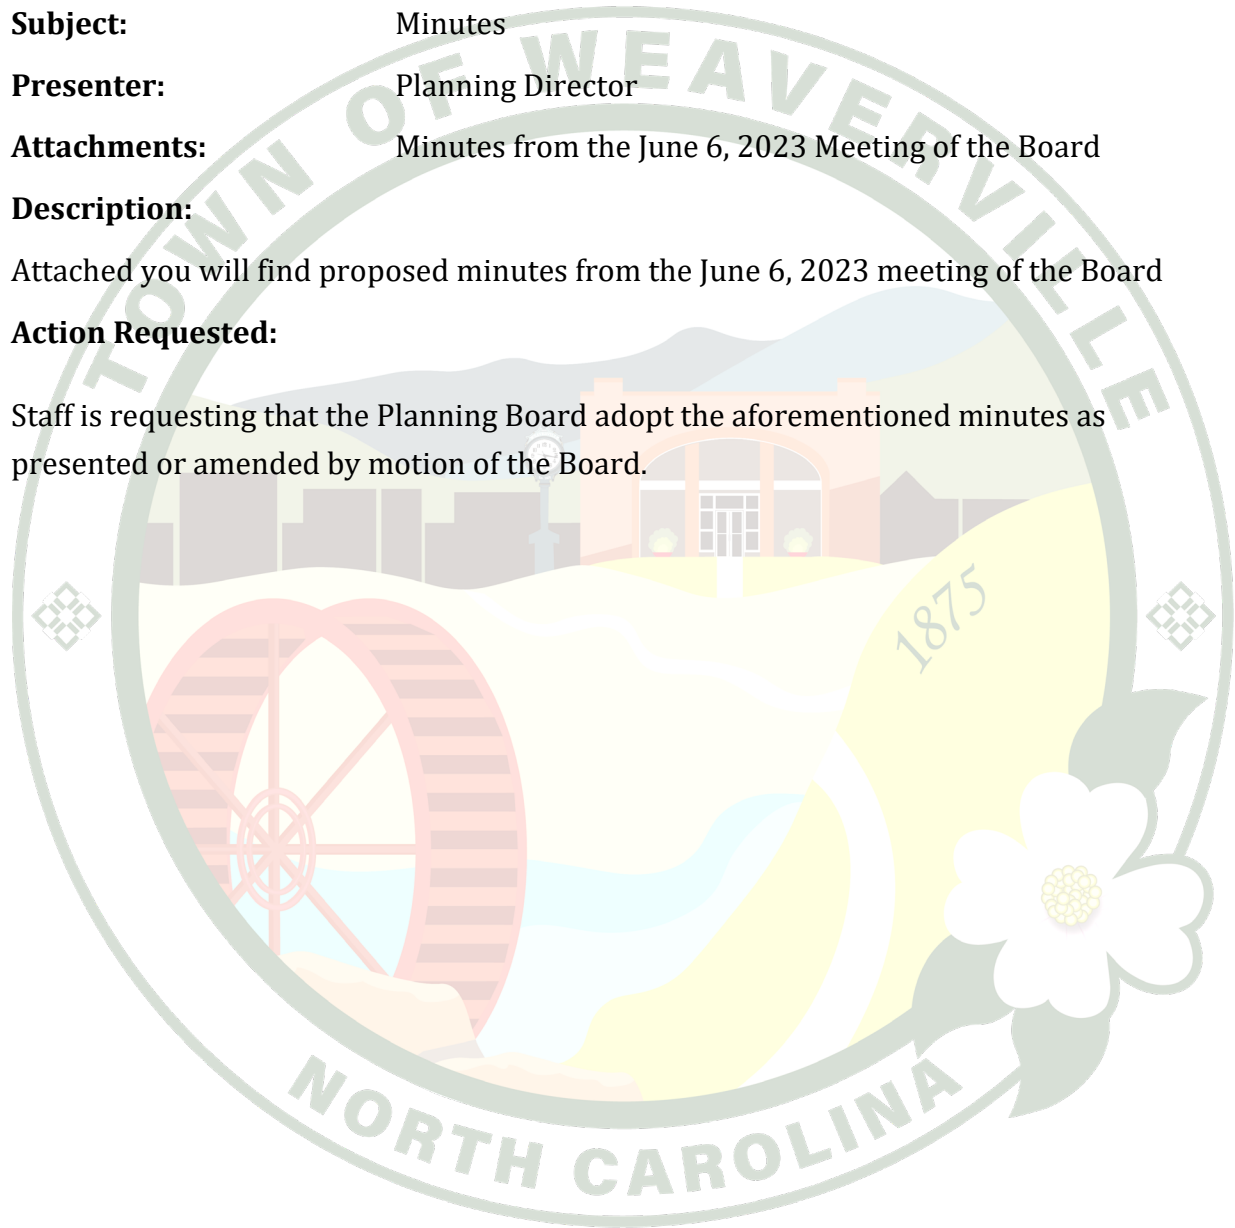 Subject: Minutes
Presenter: Planning Director
Attachments: Minutes from the June 6, 2023 Meeting of the Board
Description:
Attached you will find proposed minutes from the June 6, 2023 meeting of the Board
Action Requested:
Staff is requesting that the Planning Board adopt the aforementioned minutes as
presented or amended by motion of the Board.
TOWN OF WEAVERVILLE
1875
NORTH CAROLINA